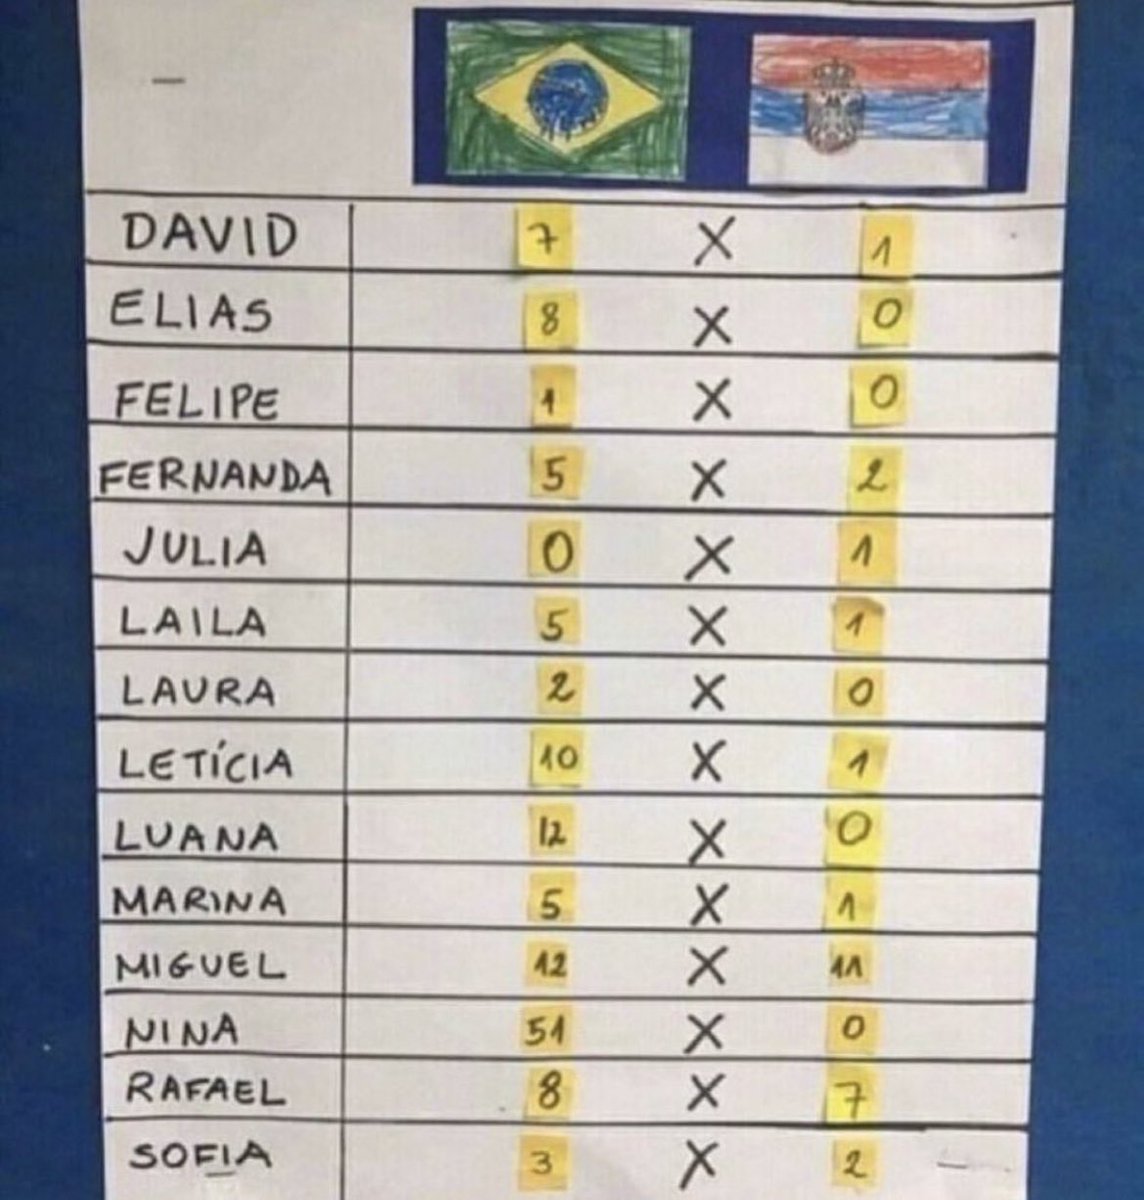 DAVID 7 X 1
ELIAS 8 X 0
FELIPE 1 X 0
FERNANDA 5 X 2
JULIA 0 X 1
LAILA 5 X 1
LAURA 2 X 0
LETÍCIA 10 X 1
LUANA 12 X 0
MARINA 5 X 1
MIGUEL 12 X 11
NINA 51 X 0
RAFAEL 8 X 7
SOFIA 3 X 2